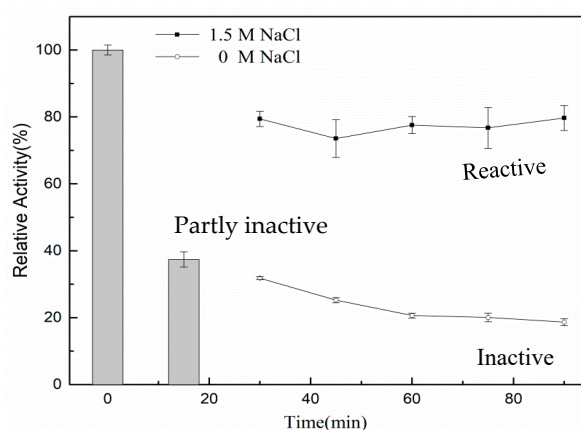 1.5 M NaCl
0 M NaCl
100
80
60
40
20
0
Relative Activity(%)
Reactive
Partly inactive
Inactive
0
20
40
60
80
Time(min)